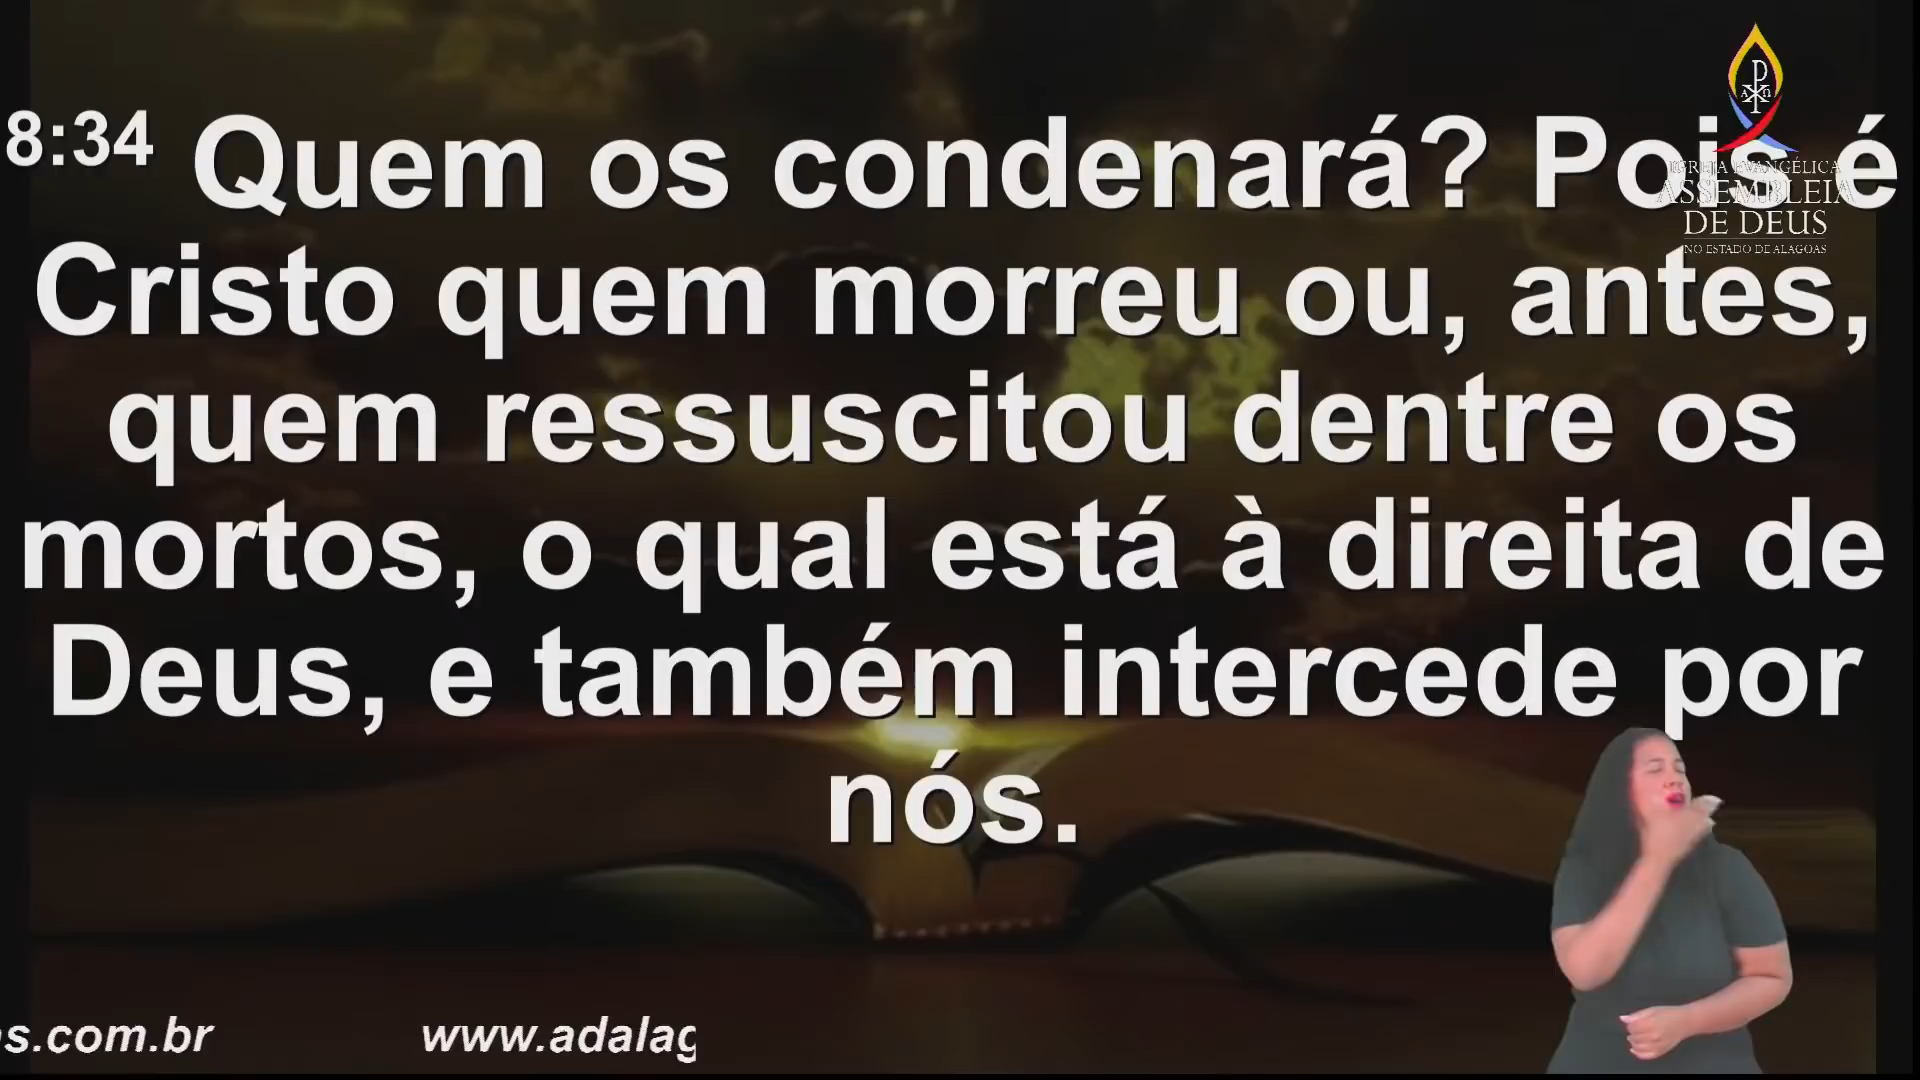 8:34 Quem os condenará? Pois é
Cristo quem morreu ou, antes,
quem ressuscitou dentre os
mortos, o qual está à direita de
Deus, e também intercede por
nós.
IGREJA EVANGÉLICA
ASSEMBLEIA
DE DEUS
NO ESTADO DE ALAGOAS
s.com.br
www.adalag